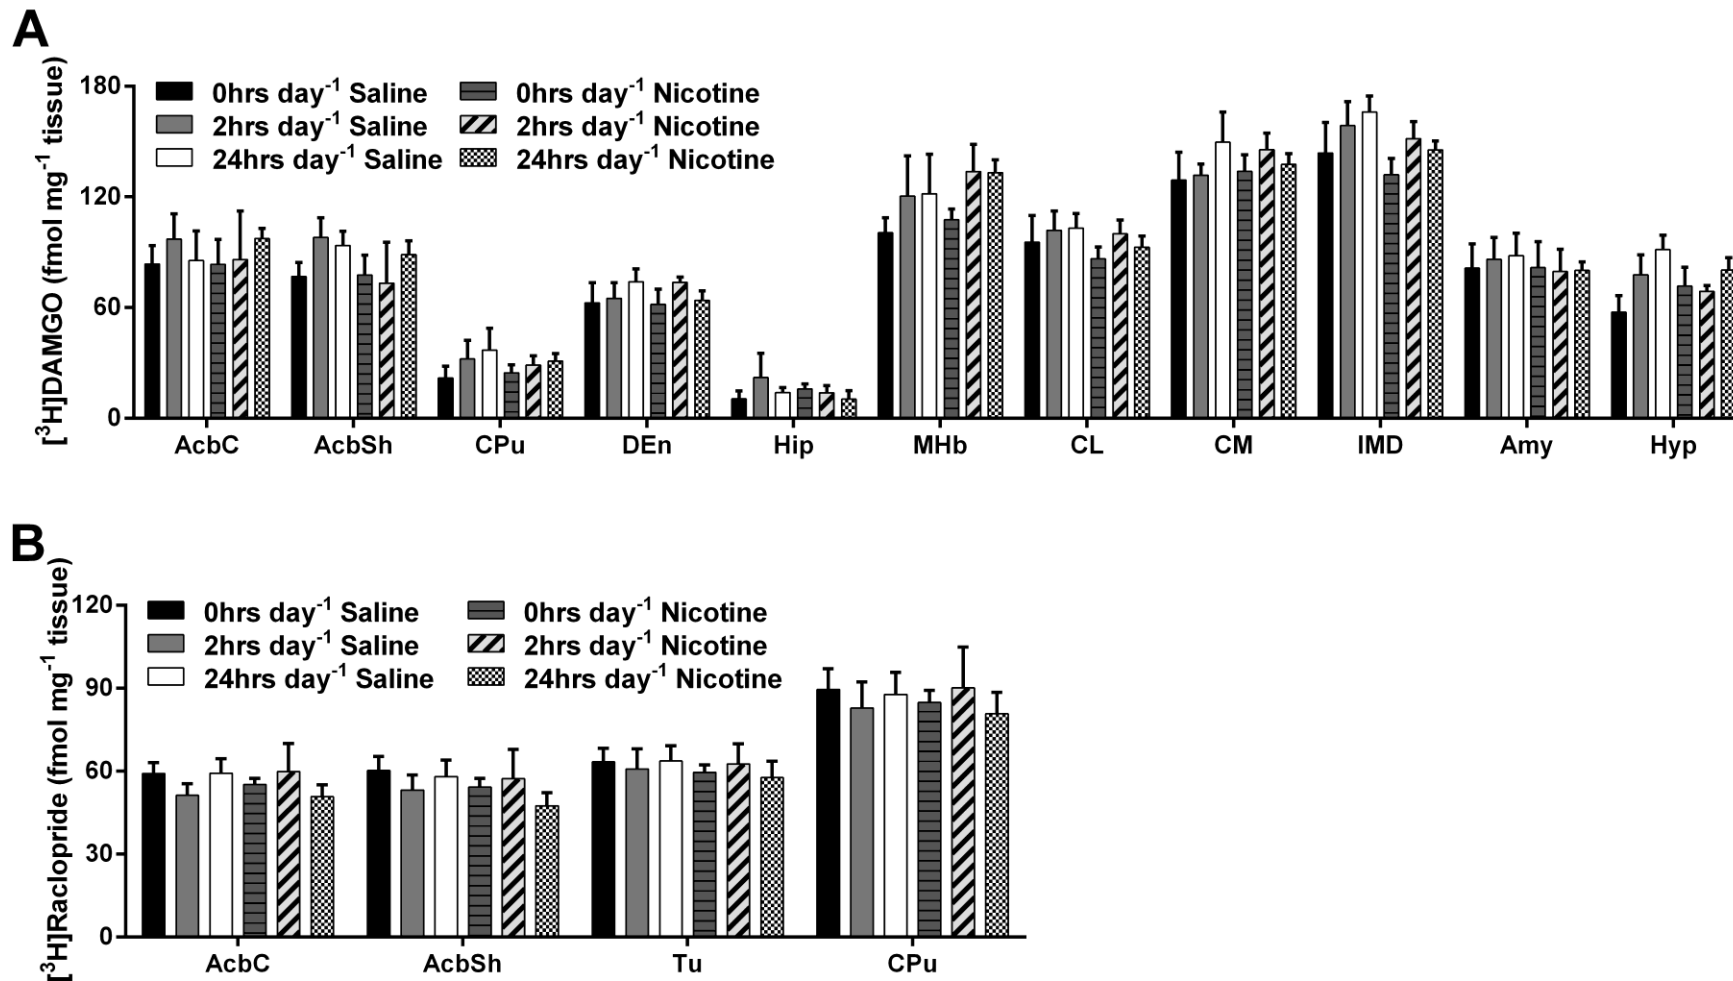 A
[³H]DAMGO (fmol mg⁻¹ tissue)
180
120
60
0
0hrs day⁻¹ Saline
2hrs day⁻¹ Saline
24hrs day⁻¹ Saline
0hrs day⁻¹ Nicotine
2hrs day⁻¹ Nicotine
24hrs day⁻¹ Nicotine
AcbC AcbSh CPu DEn Hip MHb CL CM IMD Amy Hyp
B
[³H]Raclopride (fmol mg⁻¹ tissue)
120
90
60
30
0
0hrs day⁻¹ Saline
2hrs day⁻¹ Saline
24hrs day⁻¹ Saline
0hrs day⁻¹ Nicotine
2hrs day⁻¹ Nicotine
24hrs day⁻¹ Nicotine
AcbC AcbSh Tu CPu